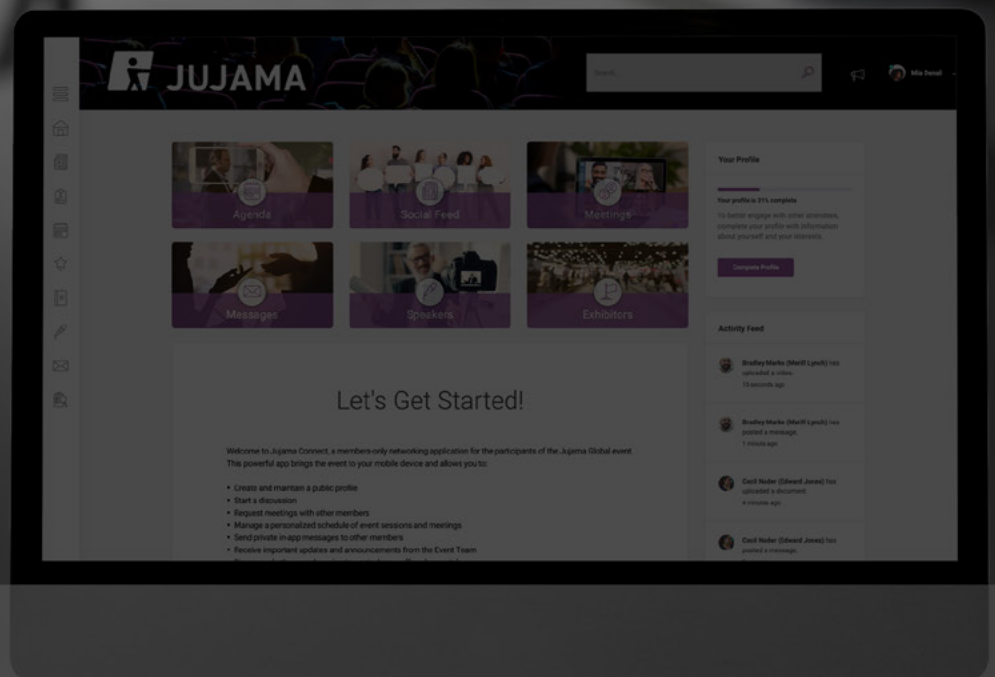 JUJAMA
Search...
Mia Denal
Agenda
Social Feed
Meetings
Messages
Speakers
Exhibitors
Your Profile
Your profile is 31% complete
To better engage with other attendees,
complete your profile with information
about yourself and your interests.
Complete Profile
Activity Feed
Bradley Marks (Merill Lynch) has
uploaded a video.
15 seconds ago
Bradley Marks (Merill Lynch) has
posted a message.
1 minute ago
Cecil Neder (Edward Jones) has
uploaded a document.
4 minutes ago
Cecil Neder (Edward Jones) has
posted a message.
Let's Get Started!
Welcome to Jujama Connect, a members-only networking application for the participants of the Jujama Global event.
This powerful app brings the event to your mobile device and allows you to:
• Create and maintain a public profile
• Start a discussion
• Request meetings with other members
• Manage a personalized schedule of event sessions and meetings
• Send private in-app messages to other members
• Receive important updates and announcements from the Event Team